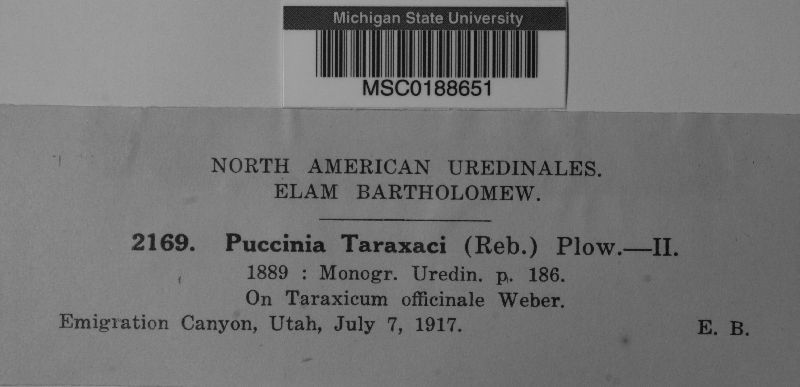 Michigan State University
MSC0188651
NORTH AMERICAN UREDINALES.
ELAM BARTHOLOMEW.
2169. Puccinia Taraxaci (Reb.) Plow.—II.
1889 : Monogr. Uredin. p. 186.
On Taraxicum officinale Weber.
Emigration Canyon, Utah, July 7, 1917. E. B.